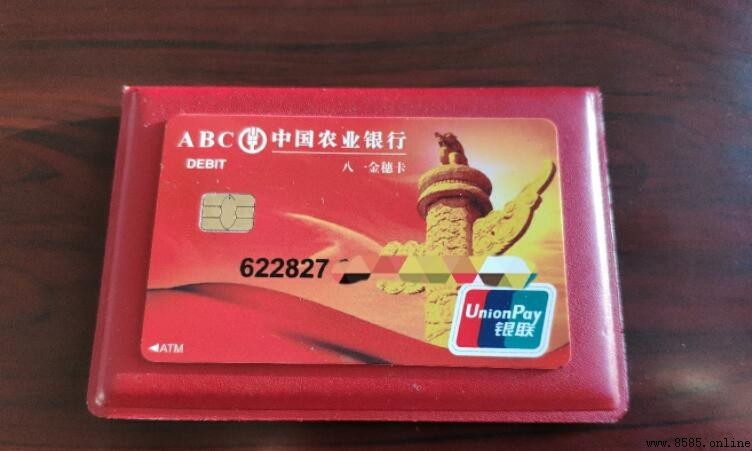 ABC 中国农业银行
DEBIT
八一金穗卡
622827
UnionPay
银联
◀ATM
www.8585.online